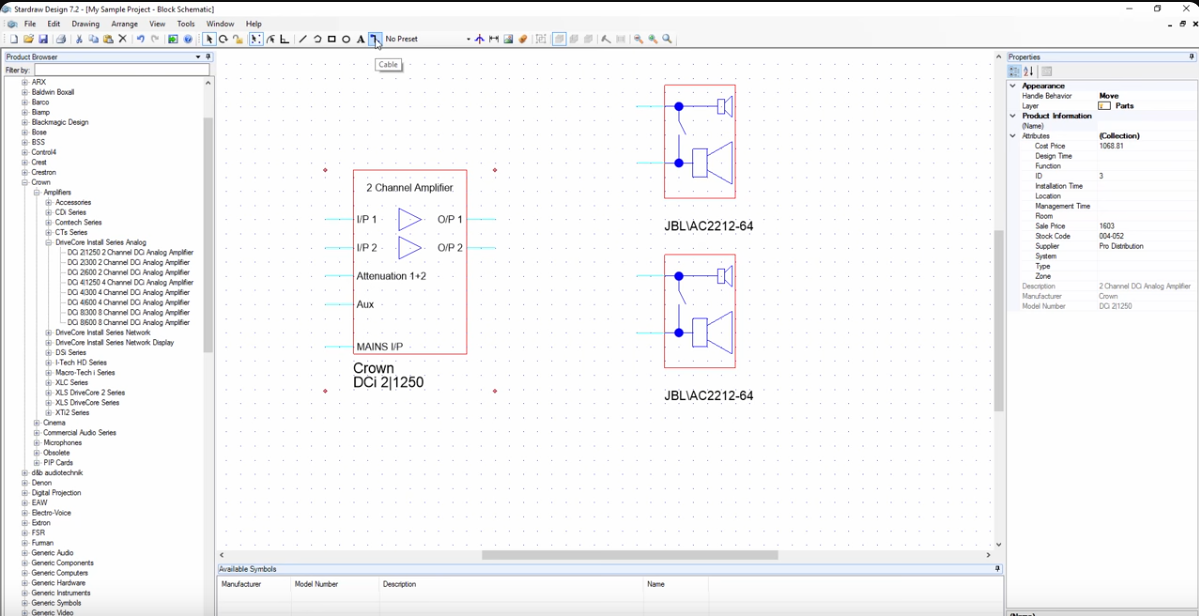 Stardraw Design 7.2 - [My Sample Project - Block Schematic]
File Edit Drawing Arrange View Tools Window Help
A No Preset
Cable
Product Browser
Filter by:
ARX
Baldwin Boxall
Barco
Biamp
Blackmagic Design
Bose
BSS
Control4
Crest
Crestron
Crown
Amplifiers
Accessories
CDi Series
Comtech Series
CTs Series
DriveCore Install Series Analog
DCi 2|1250 2 Channel DCi Analog Amplifier
DCi 2|300 2 Channel DCi Analog Amplifier
DCi 2|600 2 Channel DCi Analog Amplifier
DCi 4|1250 4 Channel DCi Analog Amplifier
DCi 4|300 4 Channel DCi Analog Amplifier
DCi 4|600 4 Channel DCi Analog Amplifier
DCi 8|300 8 Channel DCi Analog Amplifier
DCi 8|600 8 Channel DCi Analog Amplifier
DriveCore Install Series Network
DriveCore Install Series Network Display
DSi Series
I-Tech HD Series
Macro-Tech i Series
XLC Series
XLS DriveCore 2 Series
XLS DriveCore Series
XTi2 Series
Cinema
Commercial Audio Series
Microphones
Obsolete
PIP Cards
d&b audiotechnik
Denon
Digital Projection
EAW
Electro-Voice
Extron
FSR
Furman
Generic Audio
Generic Components
Generic Computers
Generic Hardware
Generic Instruments
Generic Symbols
Generic Video
2 Channel Amplifier
I/P 1 O/P 1
I/P 2 O/P 2
Attenuation 1+2
Aux
MAINS I/P
Crown
DCi 2|1250
JBL\AC2212-64
JBL\AC2212-64
Available Symbols
Manufacturer Model Number Description Name
Properties
Appearance
Handle Behavior Move
Layer Parts
Product Information
(Name)
Attributes (Collection)
Cost Price 1068.81
Design Time
Function
ID 3
Installation Time
Location
Management Time
Room
Sale Price 1603
Stock Code 004-052
Supplier Pro Distribution
System
Type
Zone
Description 2 Channel DCi Analog Amplifier
Manufacturer Crown
Model Number DCi 2|1250
(Name)